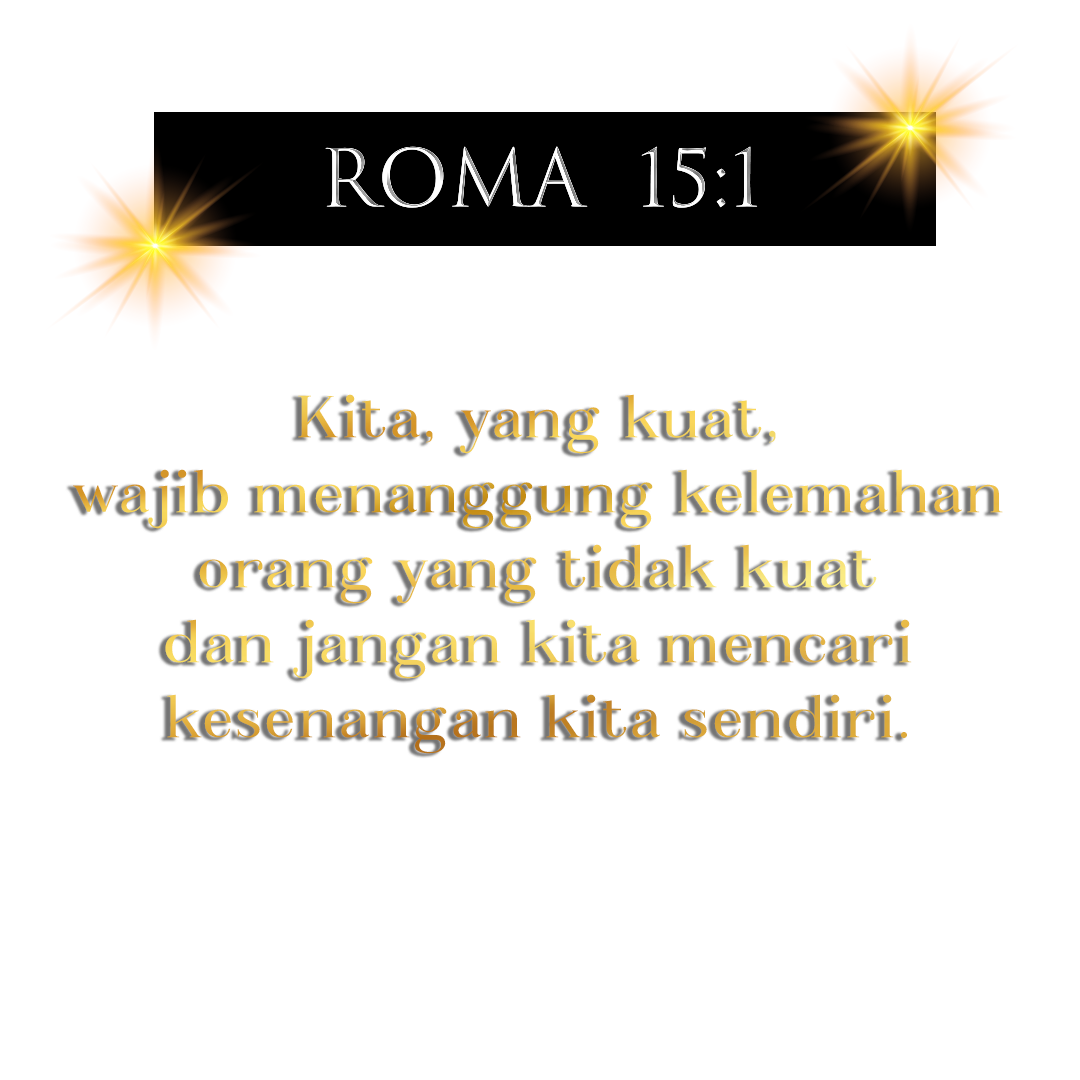 ROMA 15:1
Kita, yang kuat,
wajib menanggung kelemahan
orang yang tidak kuat
dan jangan kita mencari
kesenangan kita sendiri.